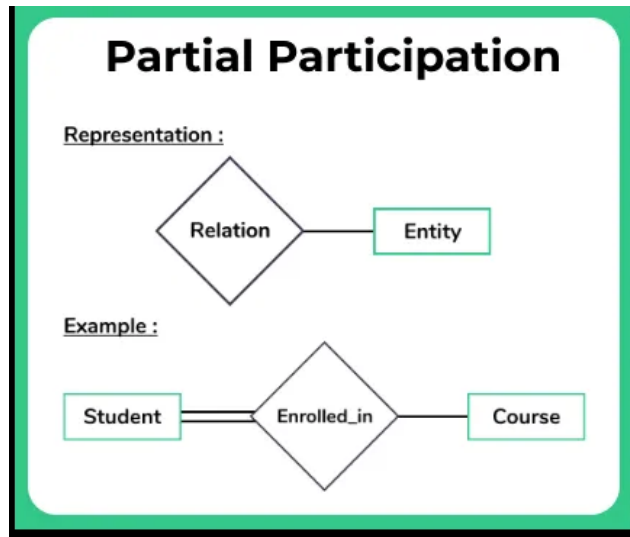 Partial Participation
Representation :
Relation
Entity
Example :
Student
Enrolled_in
Course